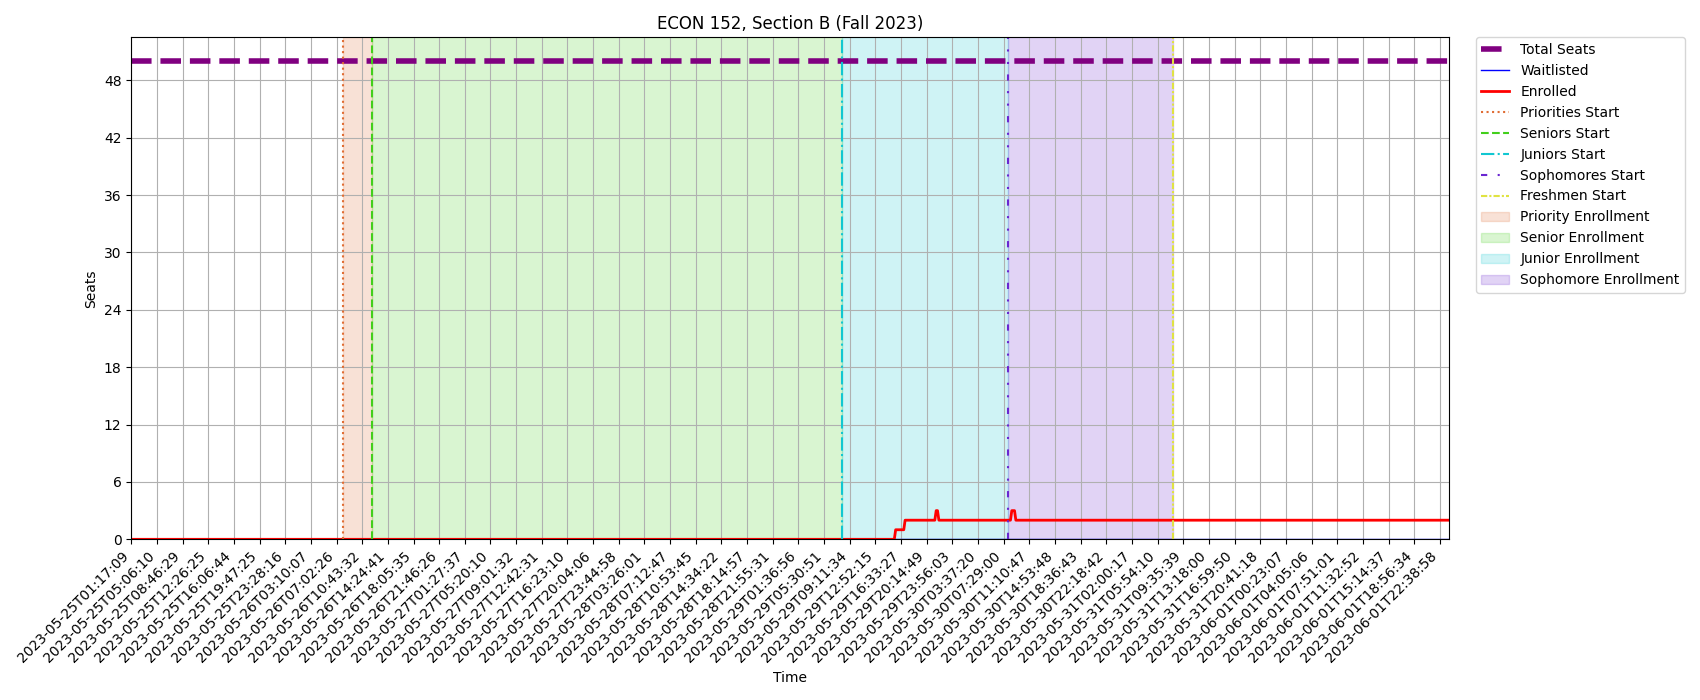 ECON 152, Section B (Fall 2023)
Total Seats
Waitlisted
Enrolled
Priorities Start
Seniors Start
Juniors Start
Sophomores Start
Freshmen Start
Priority Enrollment
Senior Enrollment
Junior Enrollment
Sophomore Enrollment
Seats
48
42
36
30
24
18
12
6
0
2023-05-25T01:17:09
2023-05-25T05:06:10
2023-05-25T08:46:29
2023-05-25T12:26:25
2023-05-25T16:06:44
2023-05-25T19:47:25
2023-05-25T23:28:16
2023-05-26T03:10:07
2023-05-26T07:02:26
2023-05-26T10:43:32
2023-05-26T14:24:41
2023-05-26T18:05:35
2023-05-26T21:46:26
2023-05-27T01:27:37
2023-05-27T05:20:10
2023-05-27T09:01:32
2023-05-27T12:42:31
2023-05-27T16:23:10
2023-05-27T20:04:06
2023-05-27T23:44:58
2023-05-28T03:26:01
2023-05-28T07:12:47
2023-05-28T10:53:45
2023-05-28T14:34:22
2023-05-28T18:14:57
2023-05-28T21:55:31
2023-05-29T01:36:56
2023-05-29T05:30:51
2023-05-29T09:11:34
2023-05-29T12:52:15
2023-05-29T16:33:27
2023-05-29T20:14:49
2023-05-29T23:56:03
2023-05-30T03:37:20
2023-05-30T07:29:00
2023-05-30T11:10:47
2023-05-30T14:53:48
2023-05-30T18:36:43
2023-05-30T22:18:42
2023-05-31T02:00:17
2023-05-31T05:54:10
2023-05-31T09:35:39
2023-05-31T13:18:00
2023-05-31T16:59:50
2023-05-31T20:41:18
2023-06-01T00:23:07
2023-06-01T04:05:06
2023-06-01T07:51:01
2023-06-01T11:32:52
2023-06-01T15:14:37
2023-06-01T18:56:34
2023-06-01T22:38:58
Time